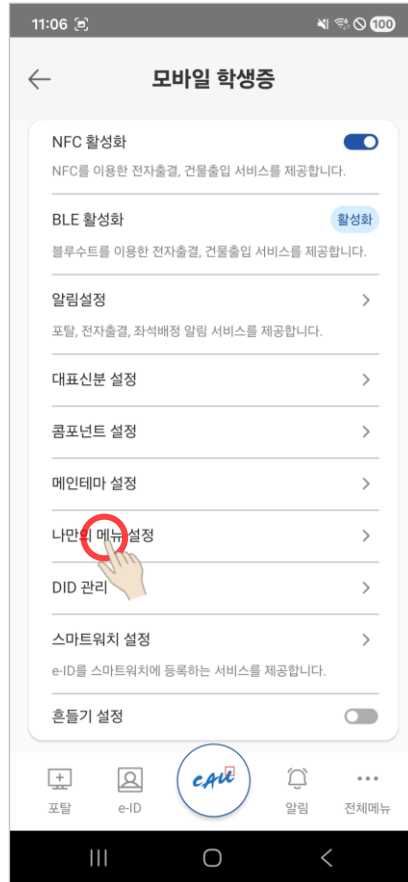 11:06
100
모바일 학생증
NFC 활성화
NFC를 이용한 전자출결, 건물출입 서비스를 제공합니다.
BLE 활성화
활성화
블루수트를 이용한 전자출결, 건물출입 서비스를 제공합니다.
알림설정
포탈, 전자출결, 좌석배정 알림 서비스를 제공합니다.
대표신분 설정
콤포넌트 설정
메인테마 설정
나만의 메뉴 설정
DID 관리
스마트워치 설정
e-ID를 스마트워치에 등록하는 서비스를 제공합니다.
흔들기 설정
CAU
포탈
e-ID
알림
전체메뉴